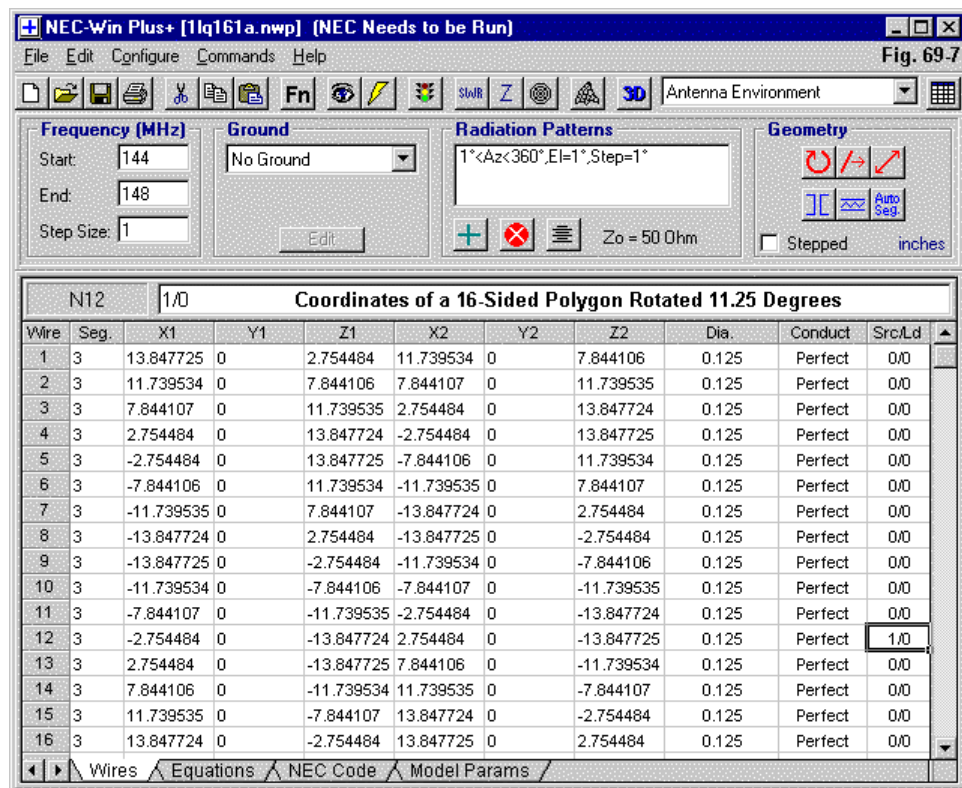 NEC-Win Plus+ [1lq161a.nwp] (NEC Needs to be Run)
File Edit Configure Commands Help Fig. 69-7
Fn SWR Z 3D Antenna Environment
Frequency (MHz) Ground Radiation Patterns Geometry
Start: 144 No Ground 1°<Az<360°,El=1°,Step=1°
End: 148 Auto Seg.
Step Size: 1 Edit Zo = 50 Ohm Stepped inches
N12 1/0 Coordinates of a 16-Sided Polygon Rotated 11.25 Degrees
Wire Seg. X1 Y1 Z1 X2 Y2 Z2 Dia. Conduct Src/Ld
1 3 13.847725 0 2.754484 11.739534 0 7.844106 0.125 Perfect 0/0
2 3 11.739534 0 7.844106 7.844107 0 11.739535 0.125 Perfect 0/0
3 3 7.844107 0 11.739535 2.754484 0 13.847724 0.125 Perfect 0/0
4 3 2.754484 0 13.847724 -2.754484 0 13.847725 0.125 Perfect 0/0
5 3 -2.754484 0 13.847725 -7.844106 0 11.739534 0.125 Perfect 0/0
6 3 -7.844106 0 11.739534 -11.739535 0 7.844107 0.125 Perfect 0/0
7 3 -11.739535 0 7.844107 -13.847724 0 2.754484 0.125 Perfect 0/0
8 3 -13.847724 0 2.754484 -13.847725 0 -2.754484 0.125 Perfect 0/0
9 3 -13.847725 0 -2.754484 -11.739534 0 -7.844106 0.125 Perfect 0/0
10 3 -11.739534 0 -7.844106 -7.844107 0 -11.739535 0.125 Perfect 0/0
11 3 -7.844107 0 -11.739535 -2.754484 0 -13.847724 0.125 Perfect 0/0
12 3 -2.754484 0 -13.847724 2.754484 0 -13.847725 0.125 Perfect 1/0
13 3 2.754484 0 -13.847725 7.844106 0 -11.739534 0.125 Perfect 0/0
14 3 7.844106 0 -11.739534 11.739535 0 -7.844107 0.125 Perfect 0/0
15 3 11.739535 0 -7.844107 13.847724 0 -2.754484 0.125 Perfect 0/0
16 3 13.847724 0 -2.754484 13.847725 0 2.754484 0.125 Perfect 0/0
Wires Equations NEC Code Model Params